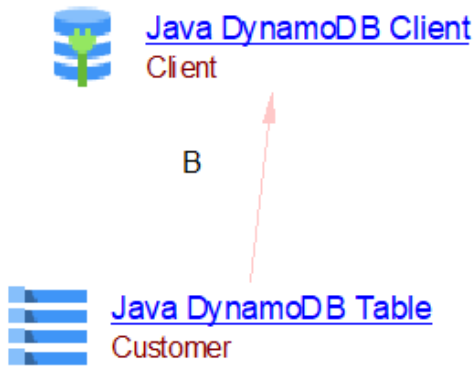 Java DynamoDB Client
Client
B
Java DynamoDB Table
Customer